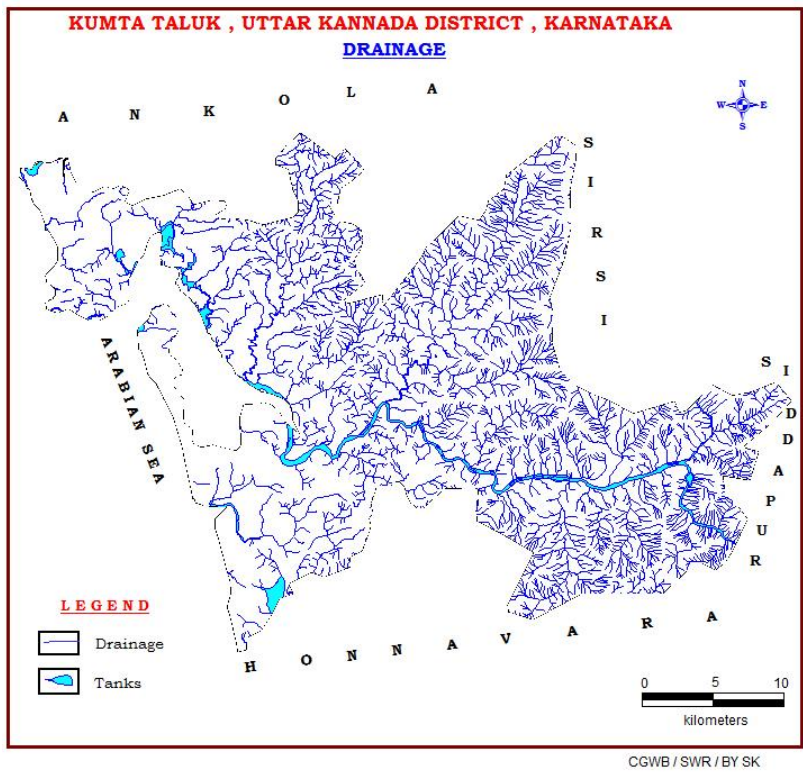 KUMTA TALUK , UTTAR KANNADA DISTRICT , KARNATAKA
DRAINAGE
N
W E
S
A N K O L A
S I R S I
S I D D A P U R
ARABIAN SEA
H O N N A V A R A
L E G E N D
Drainage
Tanks
0 5 10
kilometers
CGWB / SWR / BY SK